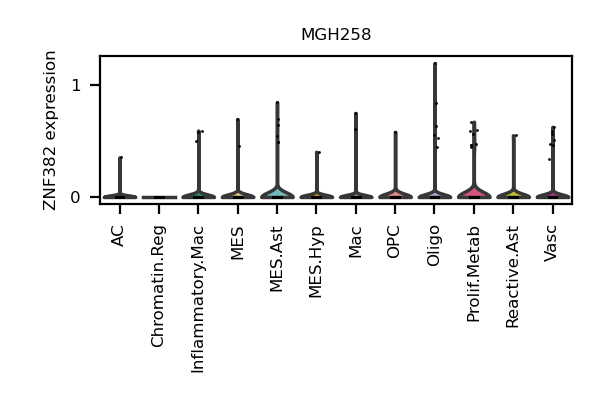 MGH258
ZNF382 expression
1
0
AC
Chromatin.Reg
Inflammatory.Mac
MES
MES.Ast
MES.Hyp
Mac
OPC
Oligo
Prolif.Metab
Reactive.Ast
Vasc